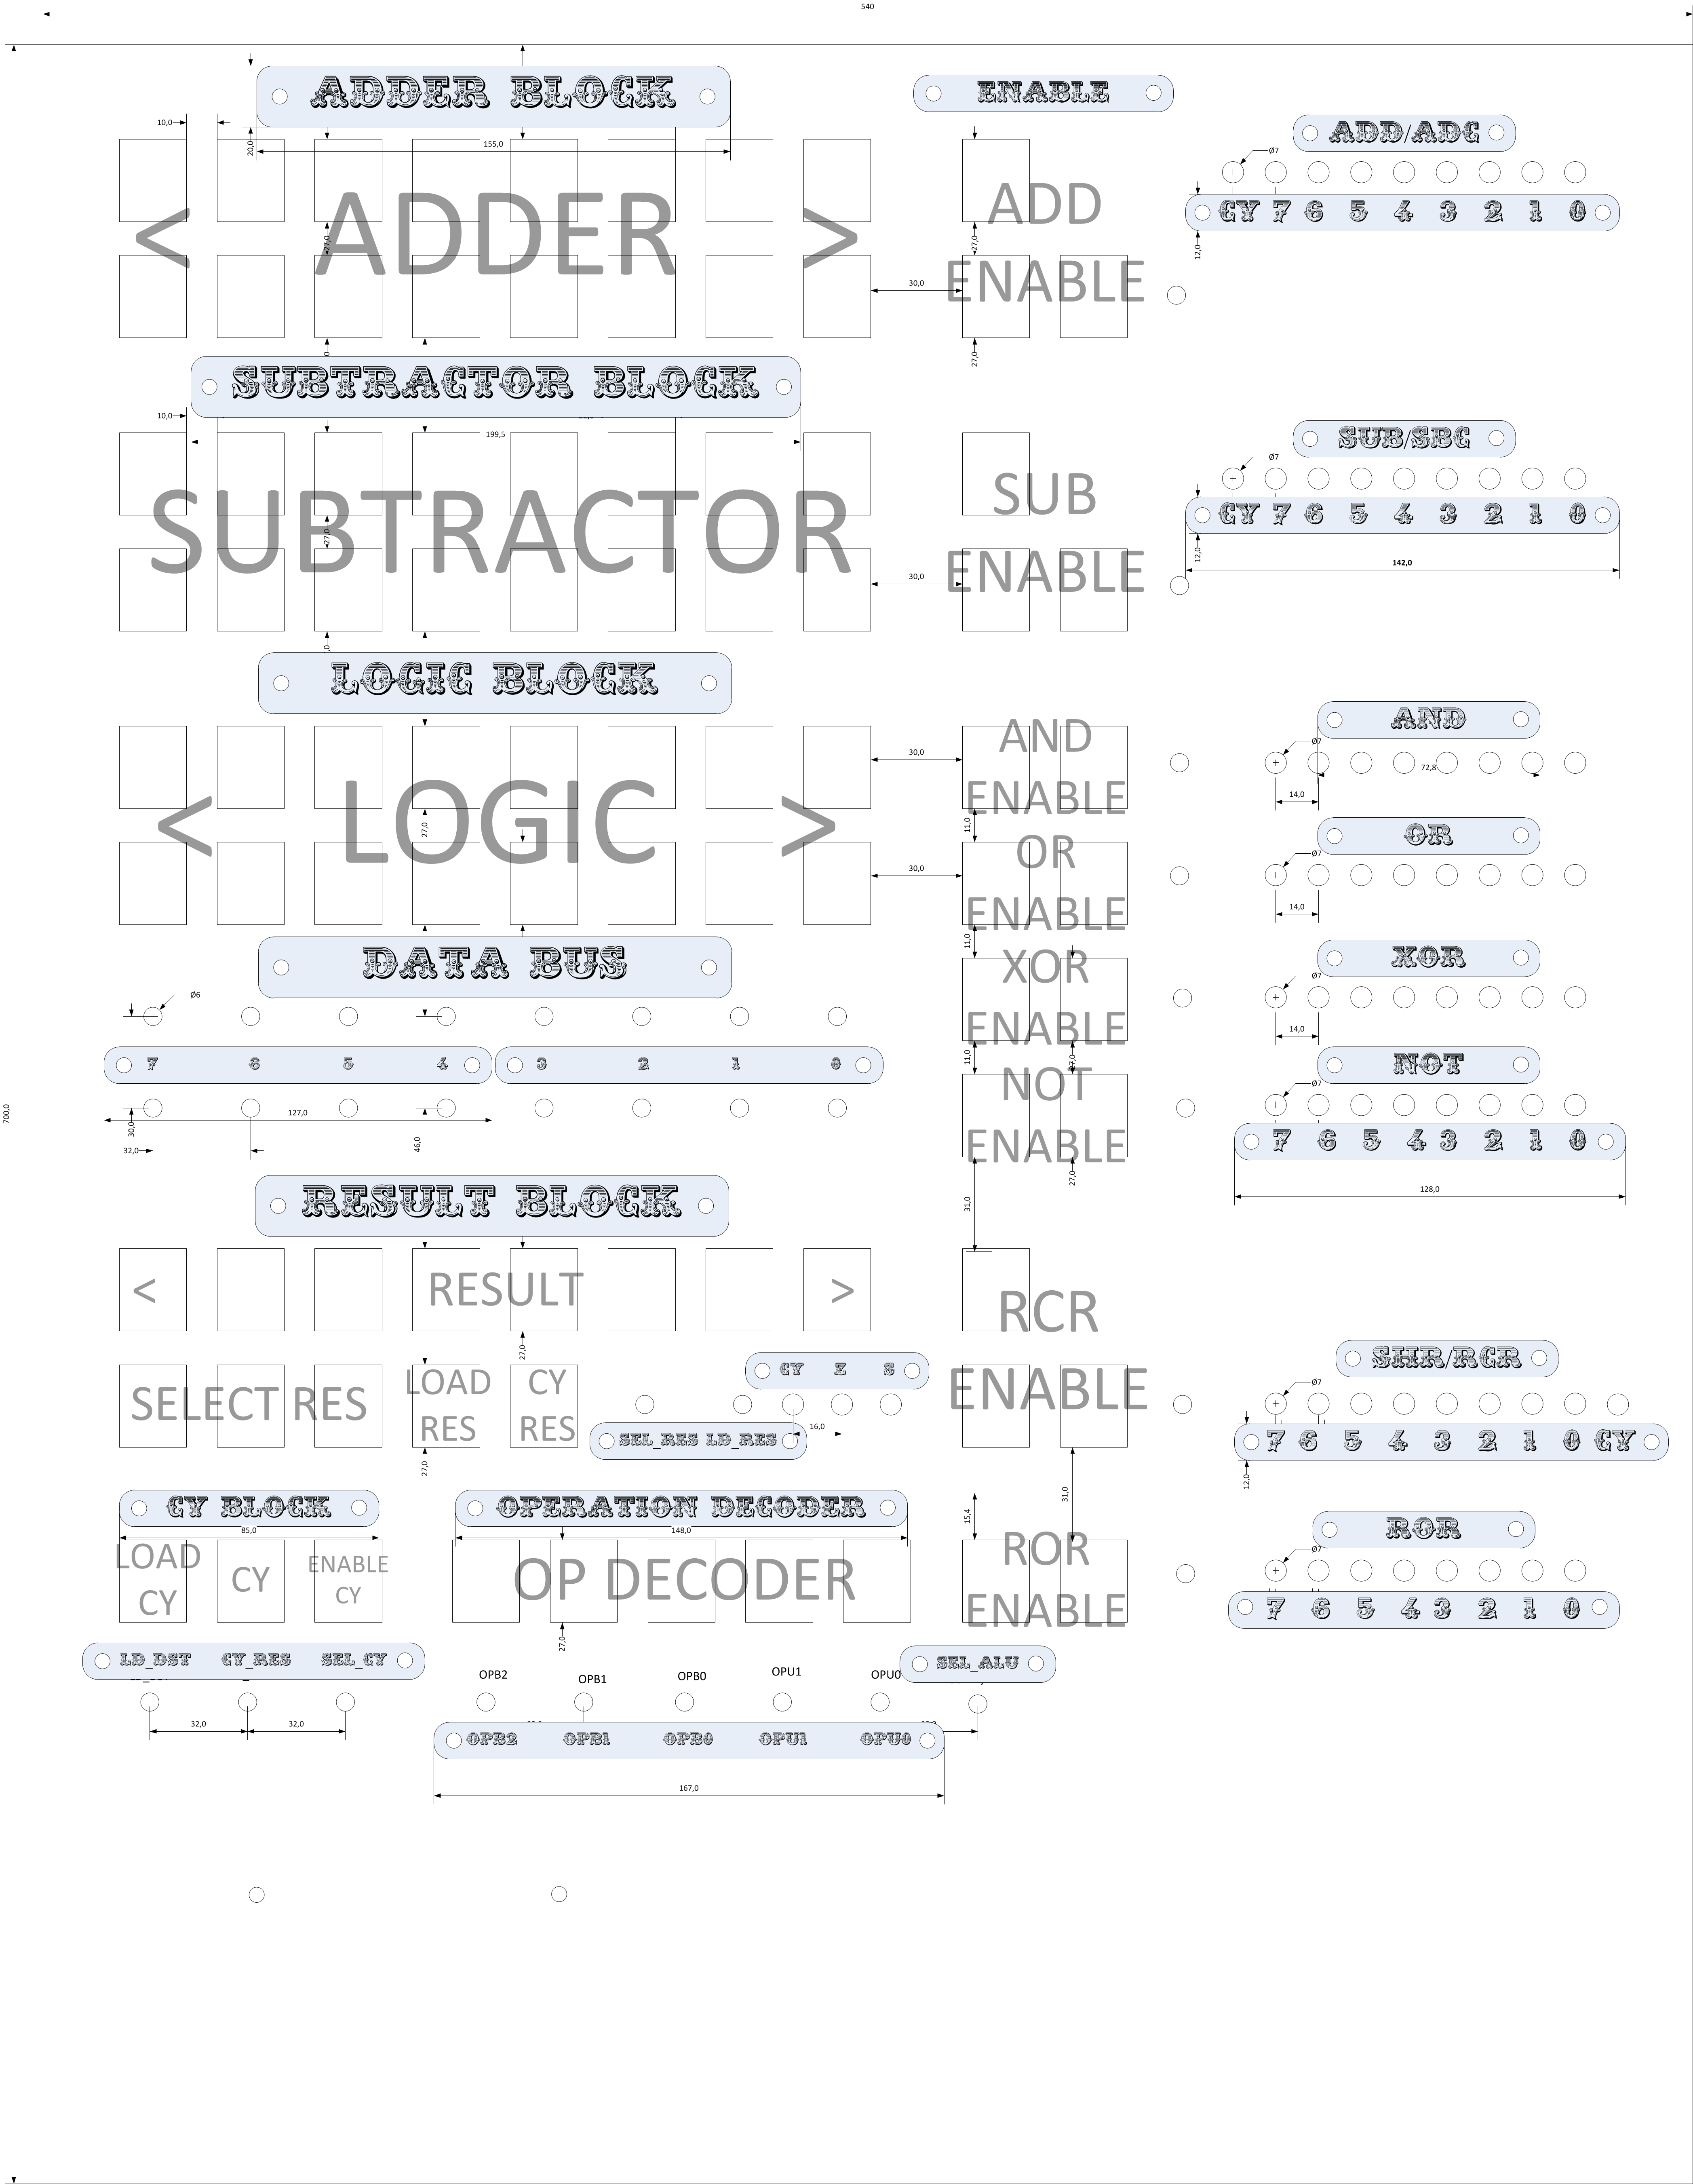 540
700,0
ADDER BLOCK
ENABLE
10,0
20,0
155,0
ADD/ADC
Ø7
CY 7 6 5 4 3 2 1 0
12,0
< ADDER >
27,0
ADD
ENABLE
27,0
30,0
27,0
SUBTRACTOR BLOCK
10,0
199,5
SUB/SBC
Ø7
CY 7 6 5 4 3 2 1 0
12,0
142,0
SUBTRACTOR
27,0
SUB
ENABLE
30,0
LOGIC BLOCK
AND
Ø7
72,8
14,0
< LOGIC >
27,0
30,0
AND
ENABLE
11,0
OR
Ø7
14,0
30,0
OR
ENABLE
11,0
DATA BUS
XOR
Ø7
14,0
XOR
ENABLE
11,0
27,0
Ø6
7 6 5 4
3 2 1 0
127,0
30,0
32,0
46,0
NOT
Ø7
7 6 5 4 3 2 1 0
128,0
NOT
ENABLE
27,0
31,0
RESULT BLOCK
< RESULT >
27,0
RCR
ENABLE
SHR/RCR
Ø7
7 6 5 4 3 2 1 0 CY
12,0
SELECT RES
LOAD
RES
CY
RES
27,0
CY Z S
16,0
SEL_RES LD_RES
31,0
15,4
CY BLOCK
85,0
OPERATION DECODER
148,0
ROR
Ø7
7 6 5 4 3 2 1 0
LOAD
CY
CY
ENABLE
CY
OP DECODER
27,0
ROR
ENABLE
LD_DST CY_RES SEL_CY
SEL_ALU
32,0
32,0
OPB2 OPB1 OPB0 OPU1 OPU0
OPB2 OPB1 OPB0 OPU1 OPU0
167,0